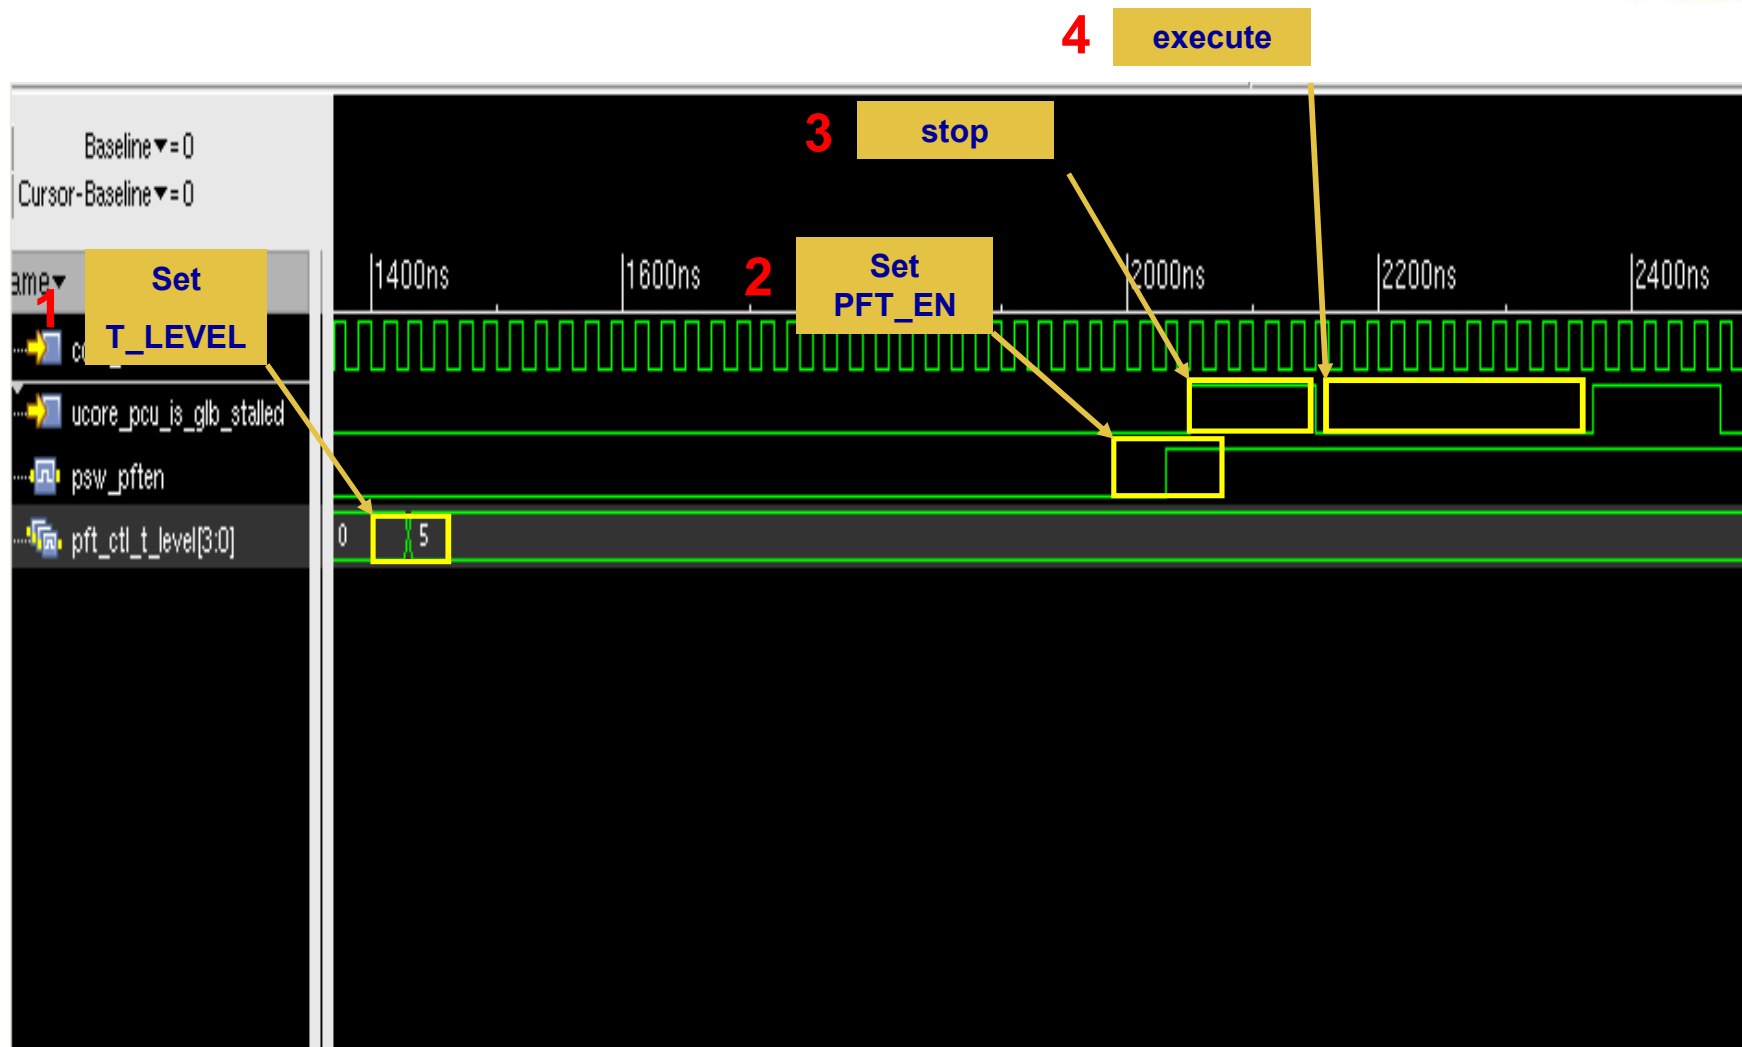 4 execute
3 stop
Baseline▼= 0
Cursor-Baseline▼= 0
1 Set
T_LEVEL
1400ns 1600ns 2000ns 2200ns 2400ns
2 Set
PFT_EN
ucore_pcu_is_glb_stalled
psw_pften
pft_ctl_t_level[3:0] 0 5